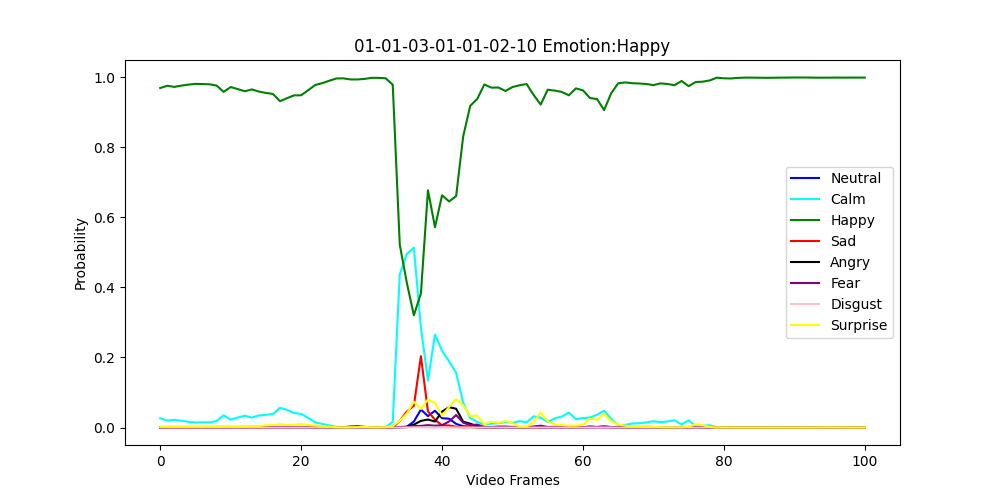 01-01-03-01-01-02-10 Emotion:Happy
Probability
1.0
0.8
0.6
0.4
0.2
0.0
0 20 40 60 80 100
Video Frames
Neutral
Calm
Happy
Sad
Angry
Fear
Disgust
Surprise